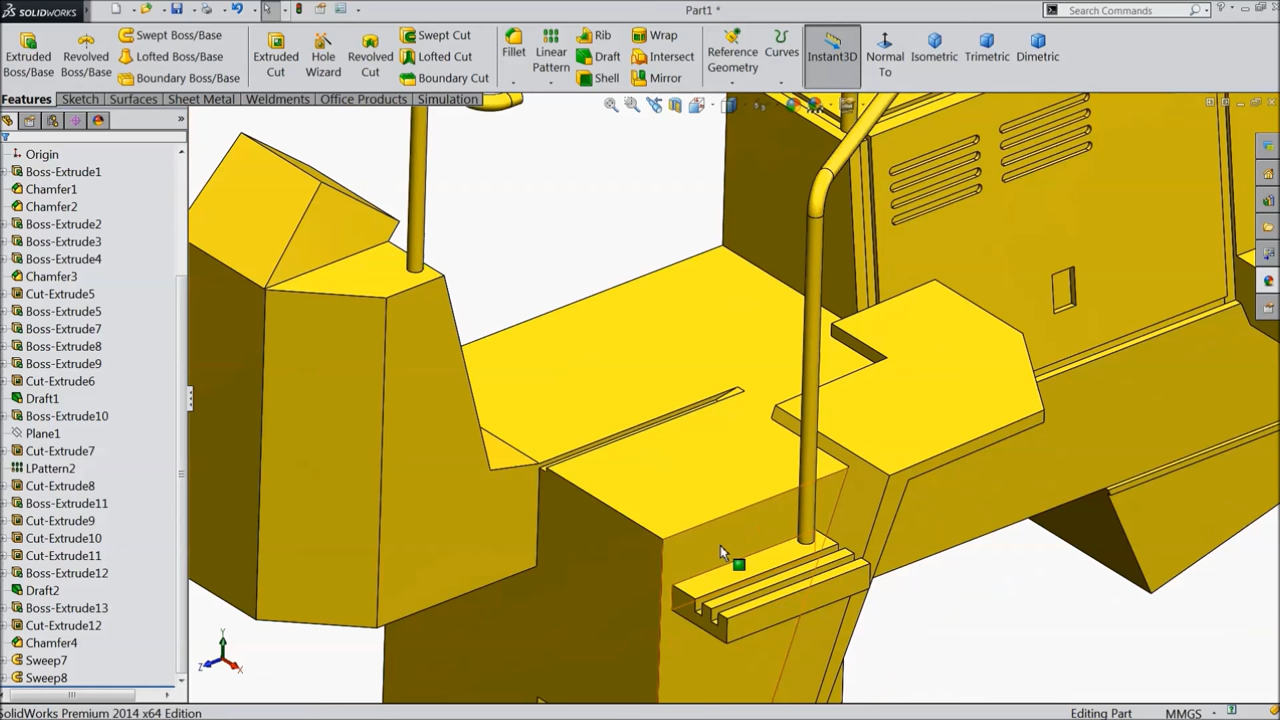 SOLIDWORKS
Part1 *
Search Commands
Extruded Boss/Base
Revolved Boss/Base
Swept Boss/Base
Lofted Boss/Base
Boundary Boss/Base
Extruded Cut
Hole Wizard
Revolved Cut
Swept Cut
Lofted Cut
Boundary Cut
Fillet
Linear Pattern
Rib
Draft
Shell
Wrap
Intersect
Mirror
Reference Geometry
Curves
Instant3D
Normal To
Isometric
Trimetric
Dimetric
Features
Sketch
Surfaces
Sheet Metal
Weldments
Office Products
Simulation
Origin
Boss-Extrude1
Chamfer1
Chamfer2
Boss-Extrude2
Boss-Extrude3
Boss-Extrude4
Chamfer3
Cut-Extrude5
Boss-Extrude5
Boss-Extrude7
Boss-Extrude8
Boss-Extrude9
Cut-Extrude6
Draft1
Boss-Extrude10
Plane1
Cut-Extrude7
LPattern2
Cut-Extrude8
Boss-Extrude11
Cut-Extrude9
Cut-Extrude10
Cut-Extrude11
Boss-Extrude12
Draft2
Boss-Extrude13
Cut-Extrude12
Chamfer4
Sweep7
Sweep8
Y
Z
X
SolidWorks Premium 2014 x64 Edition
Editing Part
MMGS